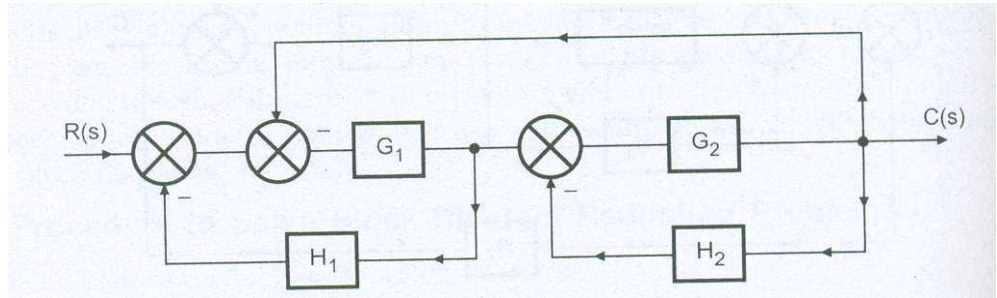 R(s)
G₁
G₂
C(s)
−
−
H₁
H₂